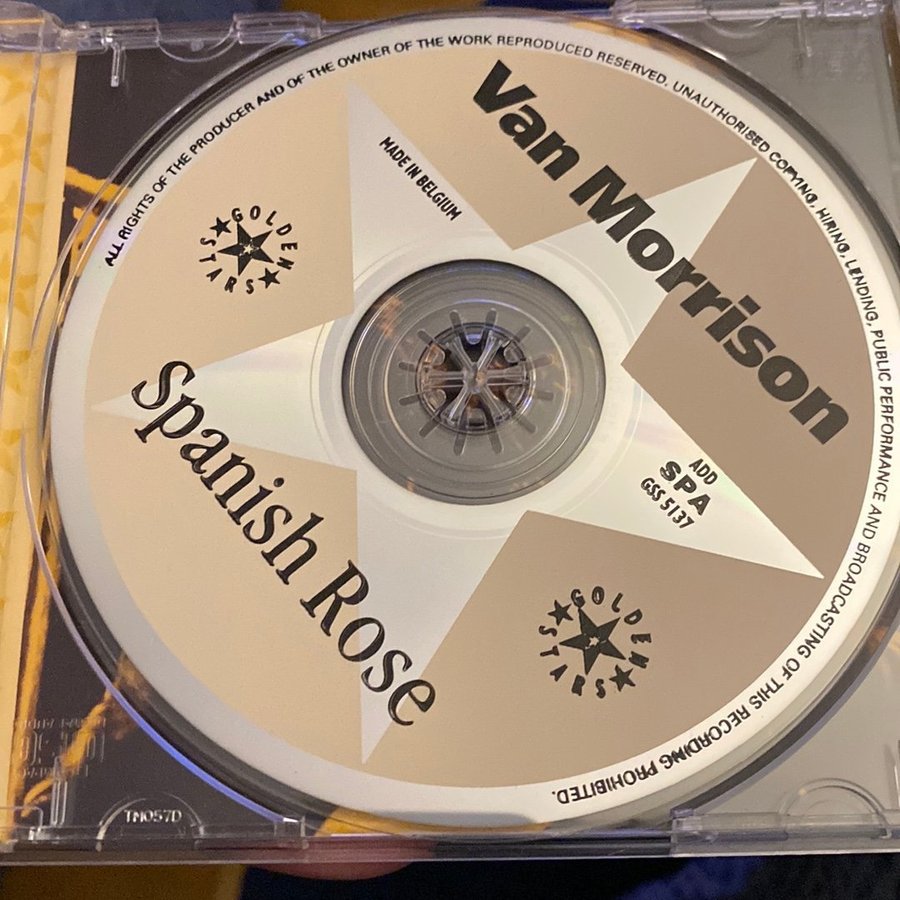 ALL RIGHTS OF THE PRODUCER AND OF THE OWNER OF THE WORK REPRODUCED RESERVED. UNAUTHORISED COPYING, HIRING, LENDING, PUBLIC PERFORMANCE AND BROADCASTING OF THIS RECORDING PROHIBITED.
Van Morrison
MADE IN BELGIUM
GOLDEN
STARS
Spanish Rose
ADD
SPA
GSS 5137
GOLDEN
STARS
TN057D